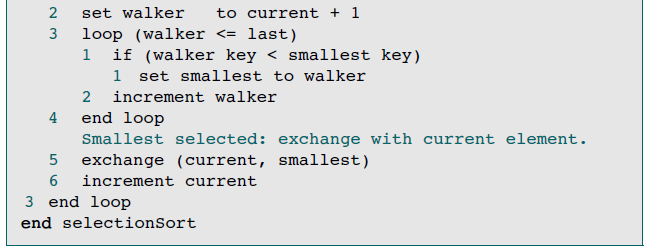 2 set walker to current + 1
3 loop (walker <= last)
1 if (walker key < smallest key)
1 set smallest to walker
2 increment walker
4 end loop
Smallest selected: exchange with current element.
5 exchange (current, smallest)
6 increment current
3 end loop
end selectionSort